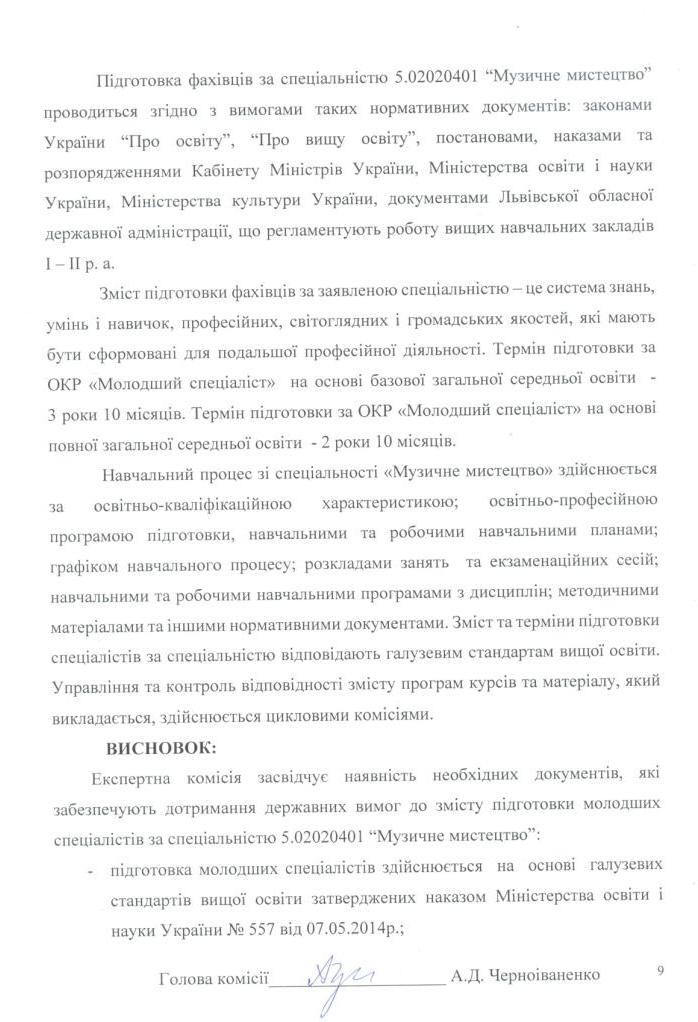 Підготовка фахівців за спеціальністю 5.02020401 “Музичне мистецтво”
проводиться згідно з вимогами таких нормативних документів: законами
України “Про освіту”, “Про вищу освіту”, постановами, наказами та
розпорядженнями Кабінету Міністрів України, Міністерства освіти і науки
України, Міністерства культури України, документами Львівської обласної
державної адміністрації, що регламентують роботу вищих навчальних закладів
І – ІІ р. а.
Зміст підготовки фахівців за заявленою спеціальністю – це система знань,
умінь і навичок, професійних, світоглядних і громадських якостей, які мають
бути сформовані для подальшої професійної діяльності. Термін підготовки за
ОКР «Молодший спеціаліст» на основі базової загальної середньої освіти -
3 роки 10 місяців. Термін підготовки за ОКР «Молодший спеціаліст» на основі
повної загальної середньої освіти - 2 роки 10 місяців.
Навчальний процес зі спеціальності «Музичне мистецтво» здійснюється
за освітньо-кваліфікаційною характеристикою; освітньо-професійною
програмою підготовки, навчальними та робочими навчальними планами;
графіком навчального процесу; розкладами занять та екзаменаційних сесій;
навчальними та робочими навчальними програмами з дисциплін; методичними
матеріалами та іншими нормативними документами. Зміст та терміни підготовки
спеціалістів за спеціальністю відповідають галузевим стандартам вищої освіти.
Управління та контроль відповідності змісту програм курсів та матеріалу, який
викладається, здійснюється цикловими комісіями.
ВИСНОВОК:
Експертна комісія засвідчує наявність необхідних документів, які
забезпечують дотримання державних вимог до змісту підготовки молодших
спеціалістів за спеціальністю 5.02020401 “Музичне мистецтво”:
- підготовка молодших спеціалістів здійснюється на основі галузевих
стандартів вищої освіти затверджених наказом Міністерства освіти і
науки України № 557 від 07.05.2014р.;
Голова комісії____________________ А.Д. Черноіваненко 9